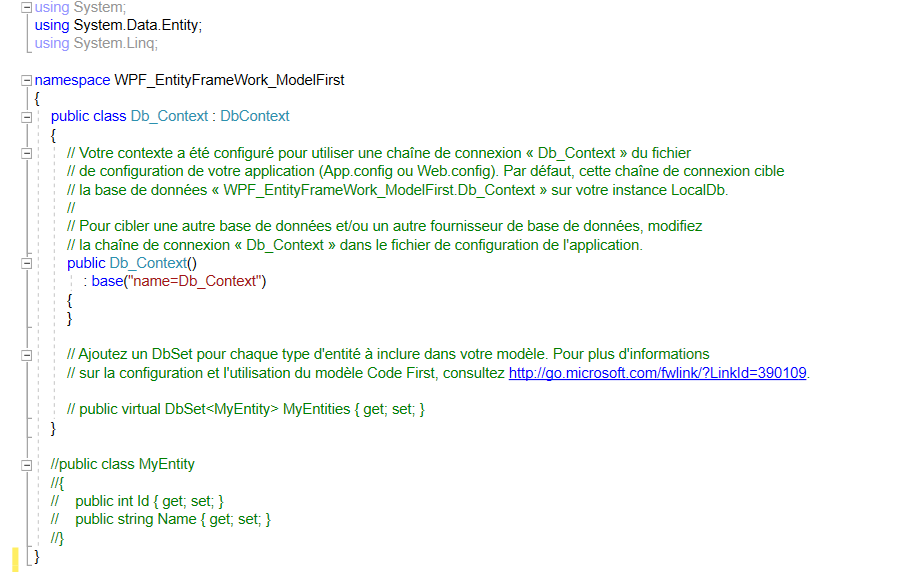 using System;
using System.Data.Entity;
using System.Linq;
namespace WPF_EntityFrameWork_ModelFirst
{
public class Db_Context : DbContext
{
// Votre contexte a été configuré pour utiliser une chaîne de connexion « Db_Context » du fichier
// de configuration de votre application (App.config ou Web.config). Par défaut, cette chaîne de connexion cible
// la base de données « WPF_EntityFrameWork_ModelFirst.Db_Context » sur votre instance LocalDb.
//
// Pour cibler une autre base de données et/ou un autre fournisseur de base de données, modifiez
// la chaîne de connexion « Db_Context » dans le fichier de configuration de l'application.
public Db_Context()
: base("name=Db_Context")
{
}
// Ajoutez un DbSet pour chaque type d'entité à inclure dans votre modèle. Pour plus d'informations
// sur la configuration et l'utilisation du modèle Code First, consultez http://go.microsoft.com/fwlink/?LinkId=390109.
// public virtual DbSet<MyEntity> MyEntities { get; set; }
}
//public class MyEntity
//{
// public int Id { get; set; }
// public string Name { get; set; }
//}
}